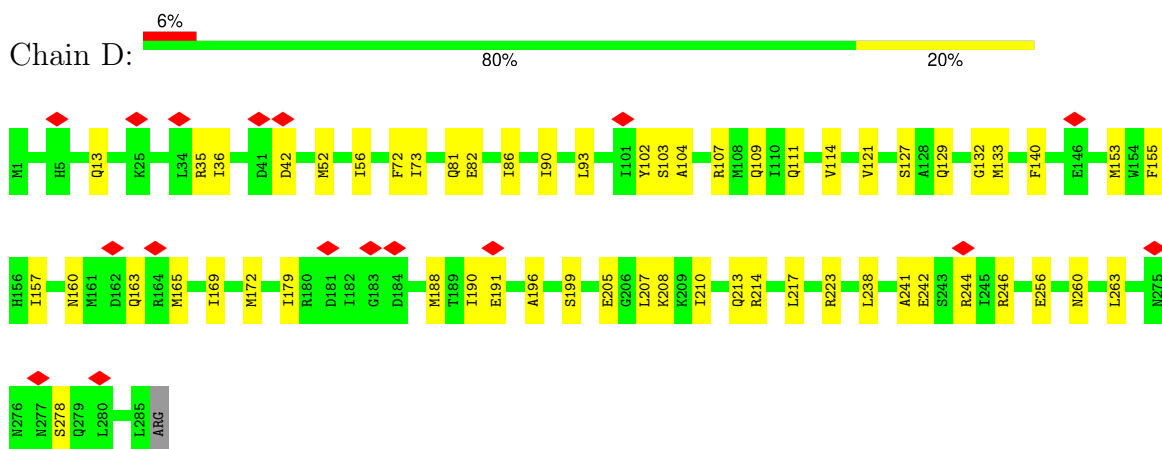 6%
Chain D:
80%
20%
M1 H5 Q13 K25 L34 R35 I36 D41 D42 M52 I56 F72 I73 Q81 E82 I86 I90 L93 I101 Y102 S103 A104 R107 M108 Q109 I110 Q111 V114 V121 S127 A128 Q129 G132 M133 F140 E146 M153 W154 F155
H156 I157 N160 M161 D162 Q163 R164 M165 I169 M172 I179 R180 D181 I182 G183 D184 M188 T189 I190 E191 A196 S199 E205 G206 L207 K208 K209 I210 Q213 R214 L217 R223 L238 A241 E242 S243 R244 I245 R246 E256 N260 L263 N275
N276 N277 S278 Q279 L280 L285 ARG